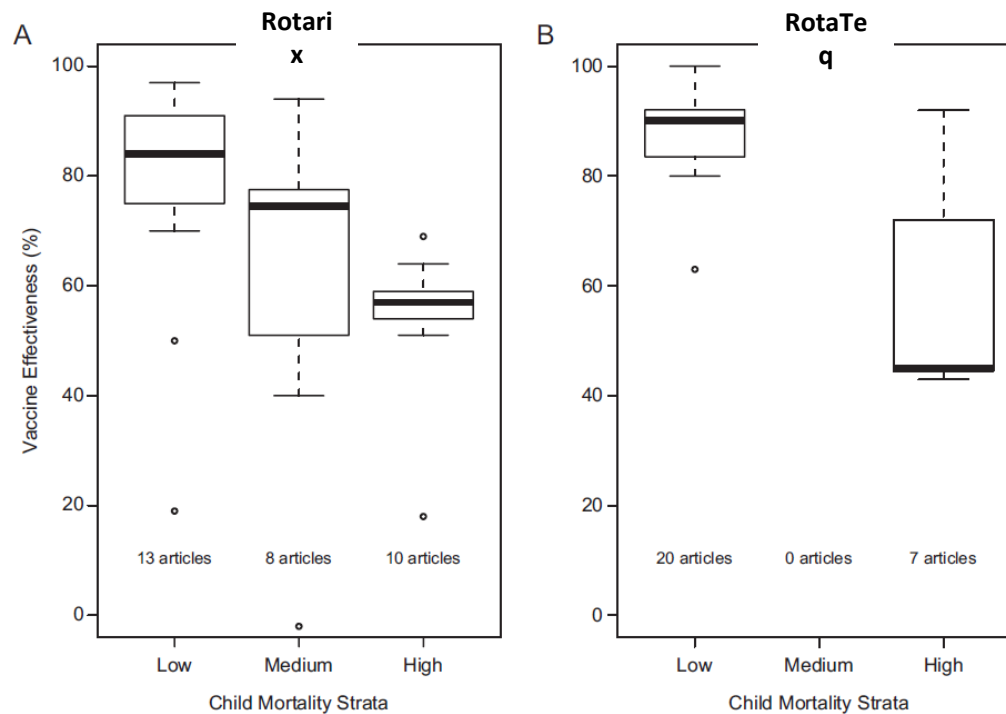 A
Rotari
x
100
80
60
40
20
0
Vaccine Effectiveness (%)
13 articles
8 articles
10 articles
Low
Medium
High
Child Mortality Strata
B
RotaTe
q
100
80
60
40
20
0
20 articles
0 articles
7 articles
Low
Medium
High
Child Mortality Strata